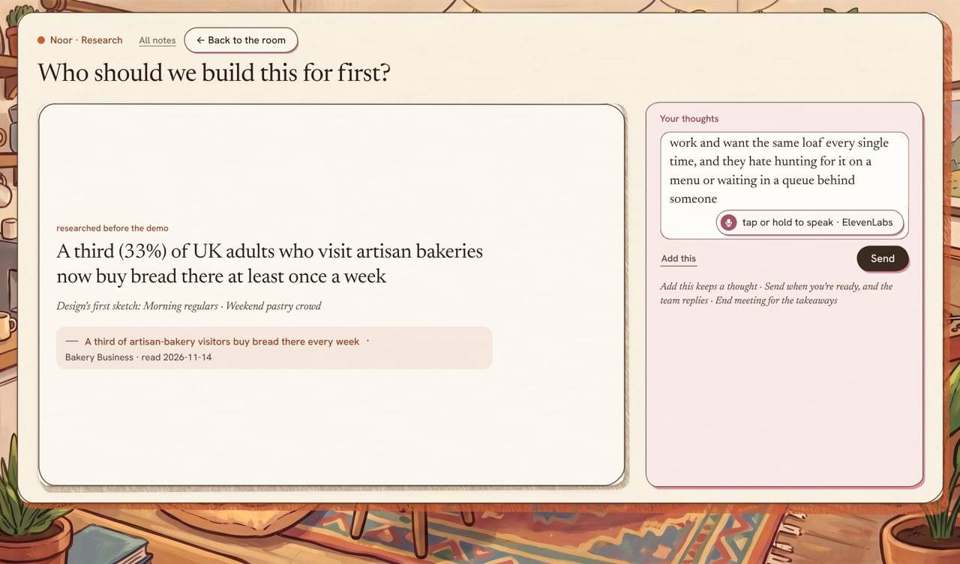 Noor · Research
All notes
← Back to the room
Who should we build this for first?
researched before the demo
A third (33%) of UK adults who visit artisan bakeries
now buy bread there at least once a week
Design's first sketch: Morning regulars · Weekend pastry crowd
— A third of artisan-bakery visitors buy bread there every week ·
Bakery Business · read 2026-11-14
Your thoughts
work and want the same loaf every single
time, and they hate hunting for it on a
menu or waiting in a queue behind
someone
tap or hold to speak · ElevenLabs
Add this
Send
Add this keeps a thought · Send when you're ready, and the
team replies · End meeting for the takeaways